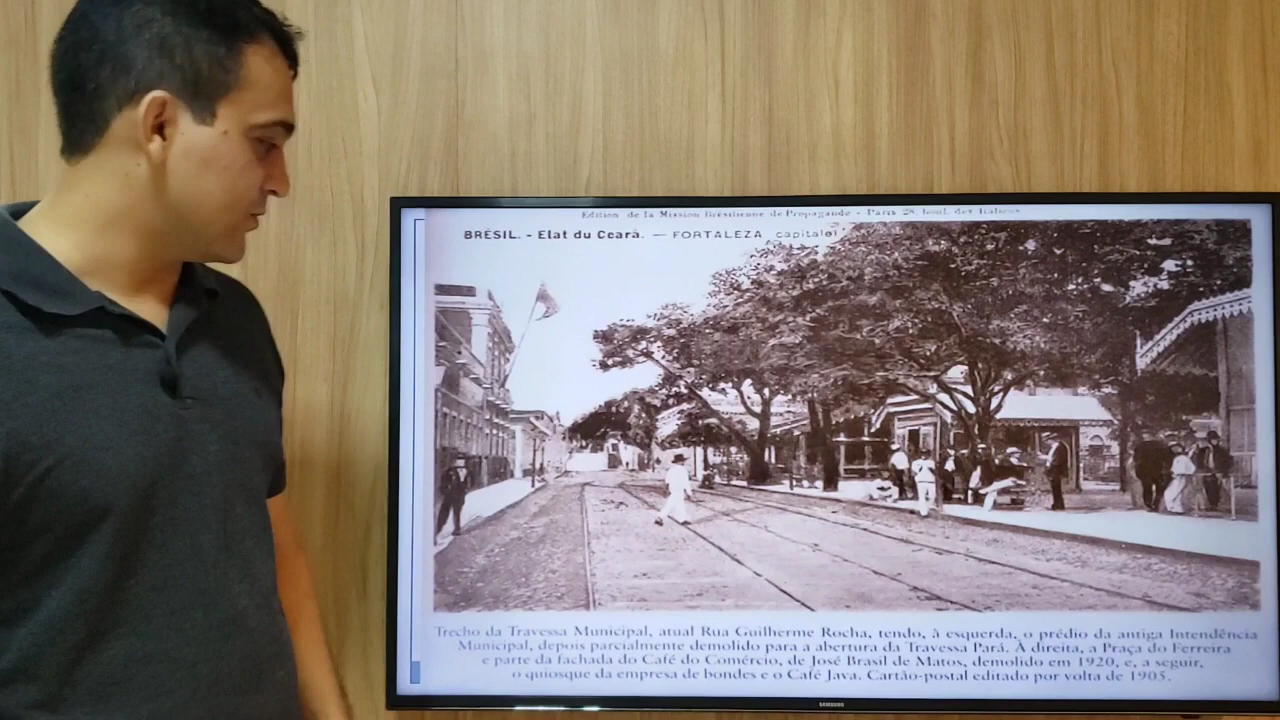 Edition de la Mission Brésilienne de Propagande - Paris 28, boul. des Italiens
BRÉSIL. - Etat du Ceará. — FORTALEZA capitale)
Trecho da Travessa Municipal, atual Rua Guilherme Rocha, tendo, à esquerda, o prédio da antiga Intendência
Municipal, depois parcialmente demolido para a abertura da Travessa Pará. À direita, a Praça do Ferreira
e parte da fachada do Café do Comércio, de José Brasil de Matos, demolido em 1920, e, a seguir,
o quiosque da empresa de bondes e o Café Java. Cartão-postal editado por volta de 1905.
SAMSUNG